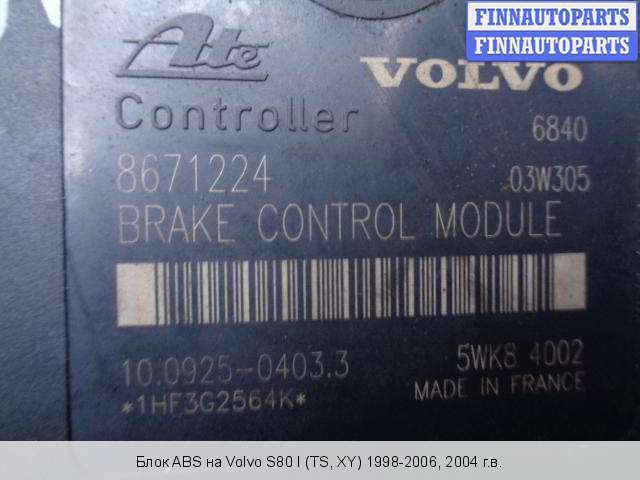 FINNAUTOPARTS
FINNAUTOPARTS
Ate
VOLVO
Controller
6840
8671224
03W305
BRAKE CONTROL MODULE
10.0925-0403.3
5WK8 4002
*1HF3G2564K*
MADE IN FRANCE
Блок ABS на Volvo S80 I (TS, XY) 1998-2006, 2004 г.в.